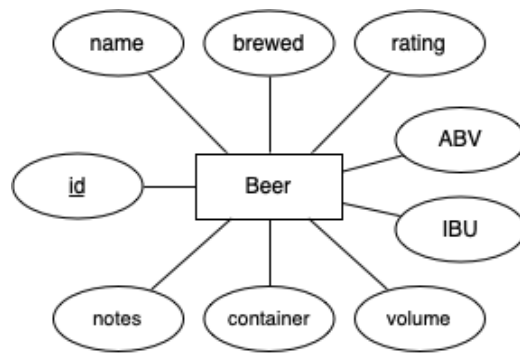 name
brewed
rating
ABV
id
Beer
IBU
notes
container
volume